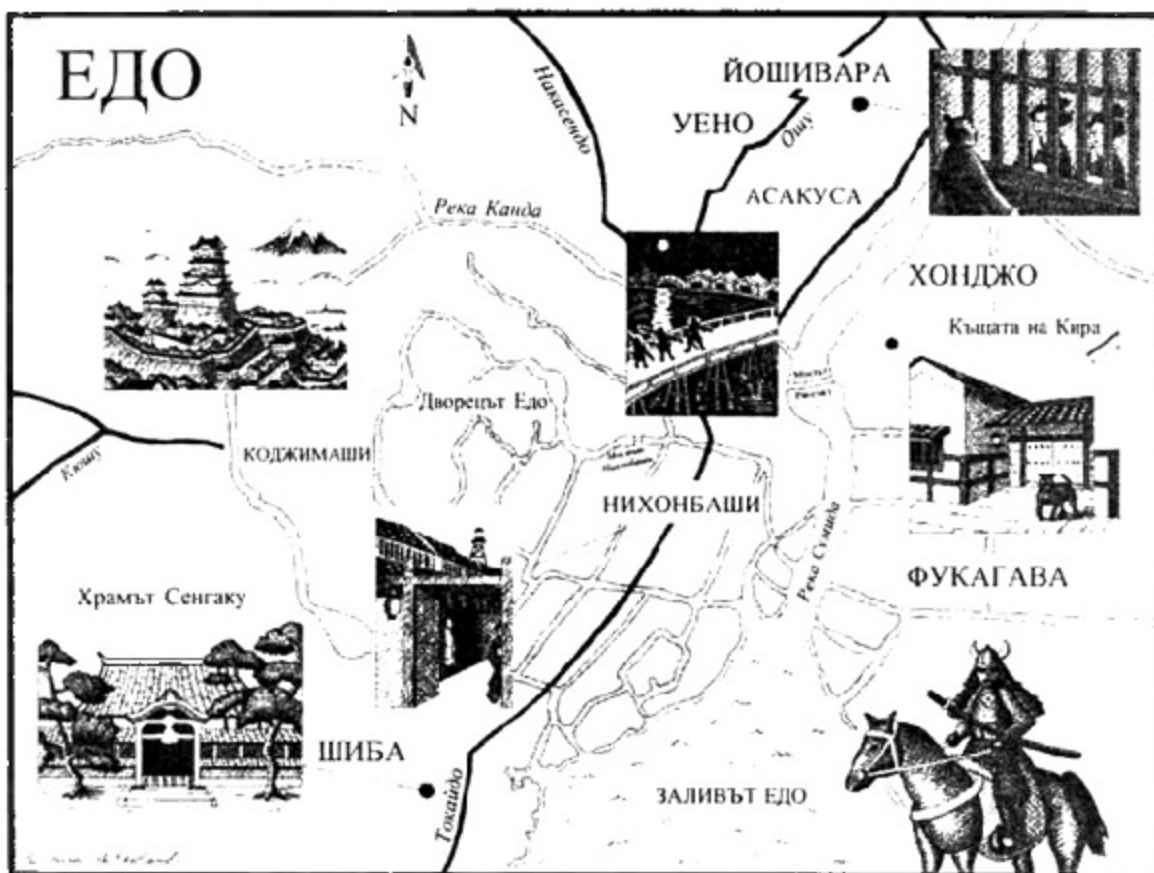 ЕДО
N
Накасендо
ЙОШИВАРА
УЕНО
Ошу
АСАКУСА
Река Канда
ХОНДЖО
Къщата на Кира
Дворецът Едо
Кюшу
КОДЖИМАШИ
НИХОНБАШИ
Река Сумида
ФУКАГАВА
Храмът Сенгаку
ШИБА
Токайдо
ЗАЛИВЪТ ЕДО